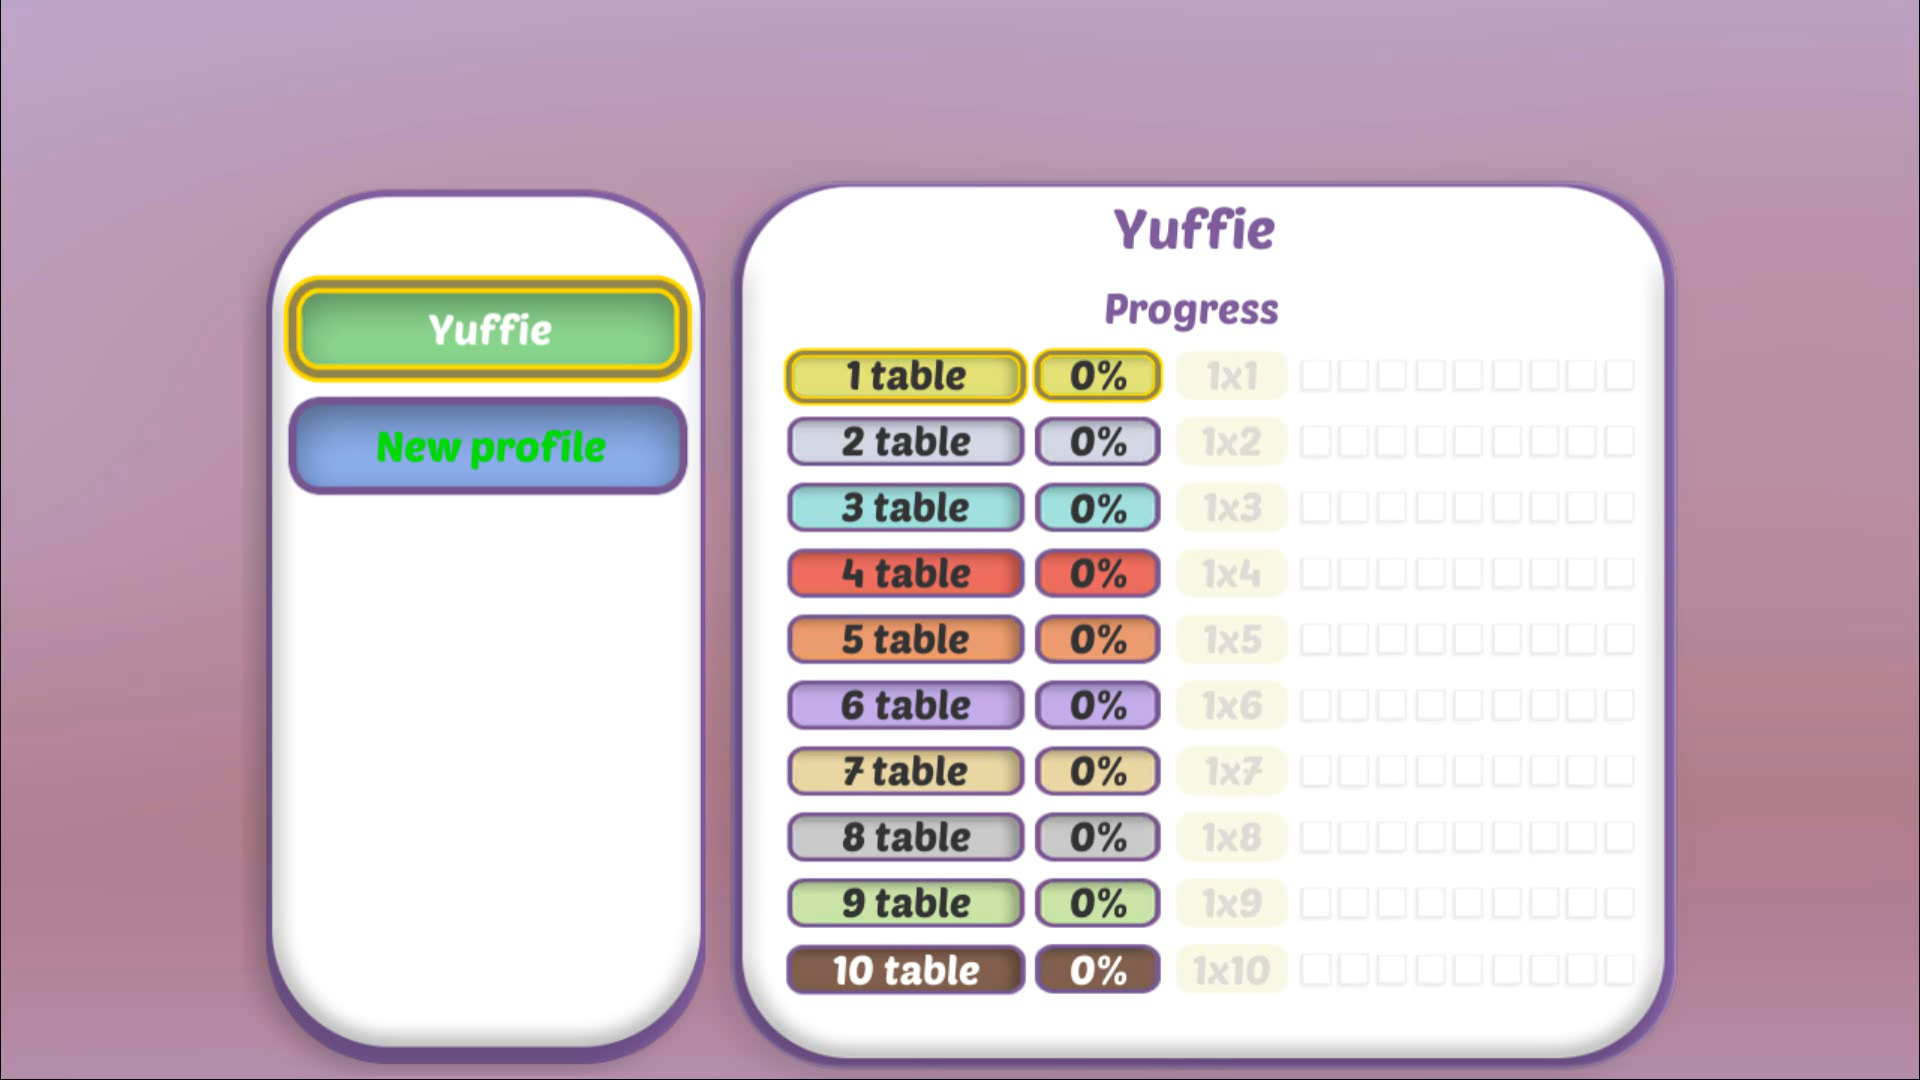 Yuffie
New profile
Yuffie
Progress
1 table 0% 1x1
2 table 0% 1x2
3 table 0% 1x3
4 table 0% 1x4
5 table 0% 1x5
6 table 0% 1x6
7 table 0% 1x7
8 table 0% 1x8
9 table 0% 1x9
10 table 0% 1x10